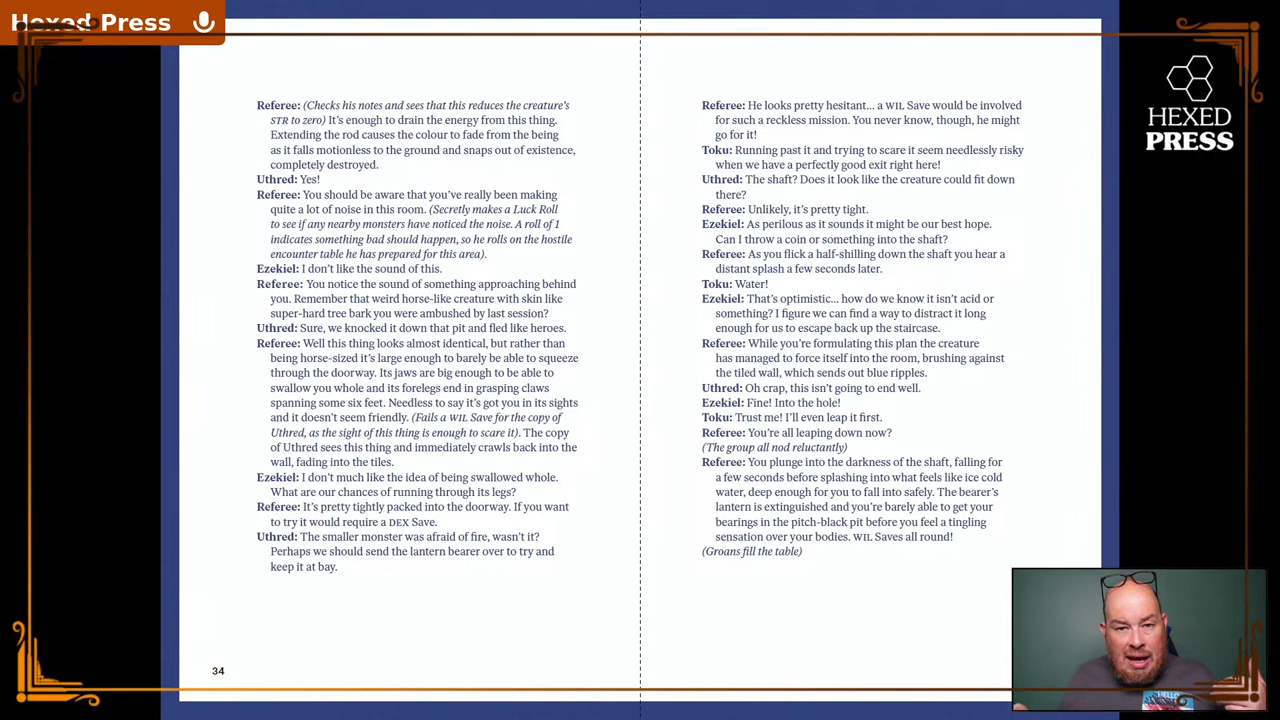 Hexed Press
HEXED
PRESS
Referee: (Checks his notes and sees that this reduces the creature's
STR to zero) It's enough to drain the energy from this thing.
Extending the rod causes the colour to fade from the being
as it falls motionless to the ground and snaps out of existence,
completely destroyed.
Uthred: Yes!
Referee: You should be aware that you've really been making
quite a lot of noise in this room. (Secretly makes a Luck Roll
to see if any nearby monsters have noticed the noise. A roll of 1
indicates something bad should happen, so he rolls on the hostile
encounter table he has prepared for this area).
Ezekiel: I don't like the sound of this.
Referee: You notice the sound of something approaching behind
you. Remember that weird horse-like creature with skin like
super-hard tree bark you were ambushed by last session?
Uthred: Sure, we knocked it down that pit and fled like heroes.
Referee: Well this thing looks almost identical, but rather than
being horse-sized it's large enough to barely be able to squeeze
through the doorway. Its jaws are big enough to be able to
swallow you whole and its forelegs end in grasping claws
spanning some six feet. Needless to say it's got you in its sights
and it doesn't seem friendly. (Fails a WIL Save for the copy of
Uthred, as the sight of this thing is enough to scare it). The copy
of Uthred sees this thing and immediately crawls back into the
wall, fading into the tiles.
Ezekiel: I don't much like the idea of being swallowed whole.
What are our chances of running through its legs?
Referee: It's pretty tightly packed into the doorway. If you want
to try it would require a DEX Save.
Uthred: The smaller monster was afraid of fire, wasn't it?
Perhaps we should send the lantern bearer over to try and
keep it at bay.
34
Referee: He looks pretty hesitant... a WIL Save would be involved
for such a reckless mission. You never know, though, he might
go for it!
Toku: Running past it and trying to scare it seem needlessly risky
when we have a perfectly good exit right here!
Uthred: The shaft? Does it look like the creature could fit down
there?
Referee: Unlikely, it's pretty tight.
Ezekiel: As perilous as it sounds it might be our best hope.
Can I throw a coin or something into the shaft?
Referee: As you flick a half-shilling down the shaft you hear a
distant splash a few seconds later.
Toku: Water!
Ezekiel: That's optimistic... how do we know it isn't acid or
something? I figure we can find a way to distract it long
enough for us to escape back up the staircase.
Referee: While you're formulating this plan the creature
has managed to force itself into the room, brushing against
the tiled wall, which sends out blue ripples.
Uthred: Oh crap, this isn't going to end well.
Ezekiel: Fine! Into the hole!
Toku: Trust me! I'll even leap it first.
Referee: You're all leaping down now?
(The group all nod reluctantly)
Referee: You plunge into the darkness of the shaft, falling for
a few seconds before splashing into what feels like ice cold
water, deep enough for you to fall into safely. The bearer's
lantern is extinguished and you're barely able to get your
bearings in the pitch-black pit before you feel a tingling
sensation over your bodies. WIL Saves all round!
(Groans fill the table)
HELLO